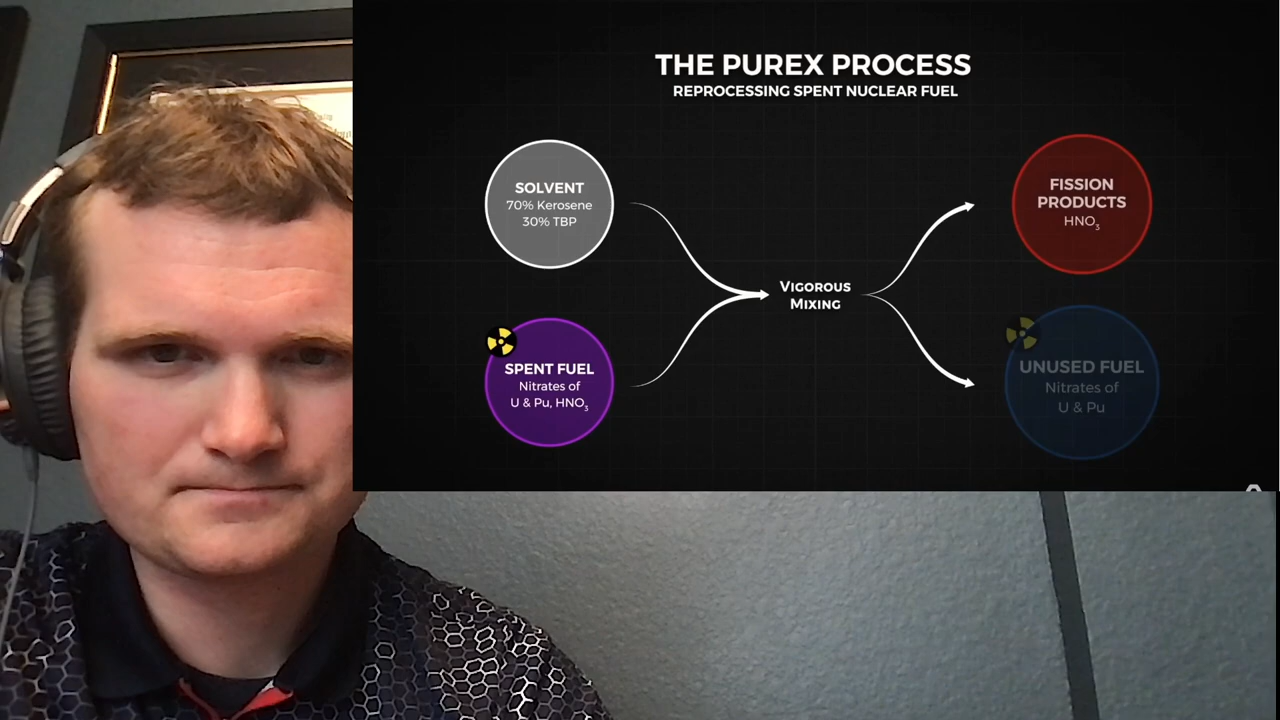 THE PUREX PROCESS
REPROCESSING SPENT NUCLEAR FUEL
SOLVENT
70% Kerosene
30% TBP
SPENT FUEL
Nitrates of
U & Pu, HNO₃
VIGOROUS
MIXING
FISSION
PRODUCTS
HNO₃
UNUSED FUEL
Nitrates of
U & Pu